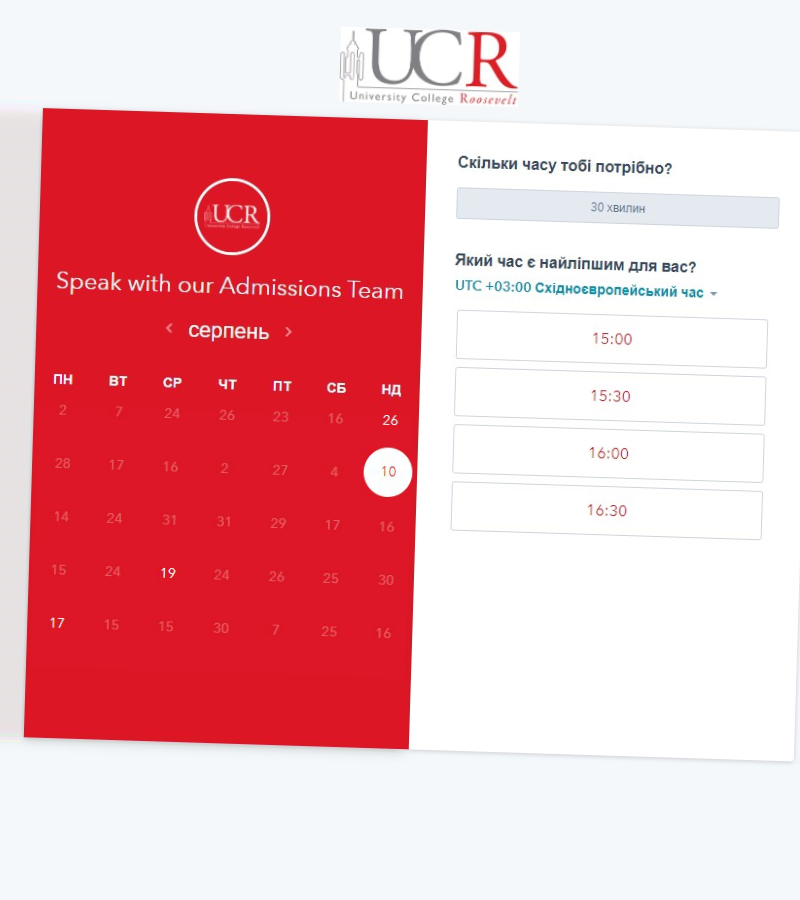 UCR
University College Roosevelt
UCR
University College Roosevelt
Speak with our Admissions Team
серпень
ПН ВТ СР ЧТ ПТ СБ НД
2 7 24 26 23 16 26
28 17 16 2 27 4 10
14 24 31 31 29 17 16
15 24 19 24 26 25 30
17 15 15 30 7 25 16
Скільки часу тобі потрібно?
30 хвилин
Який час є найліпшим для вас?
UTC +03:00 Східноєвропейський час
15:00
15:30
16:00
16:30